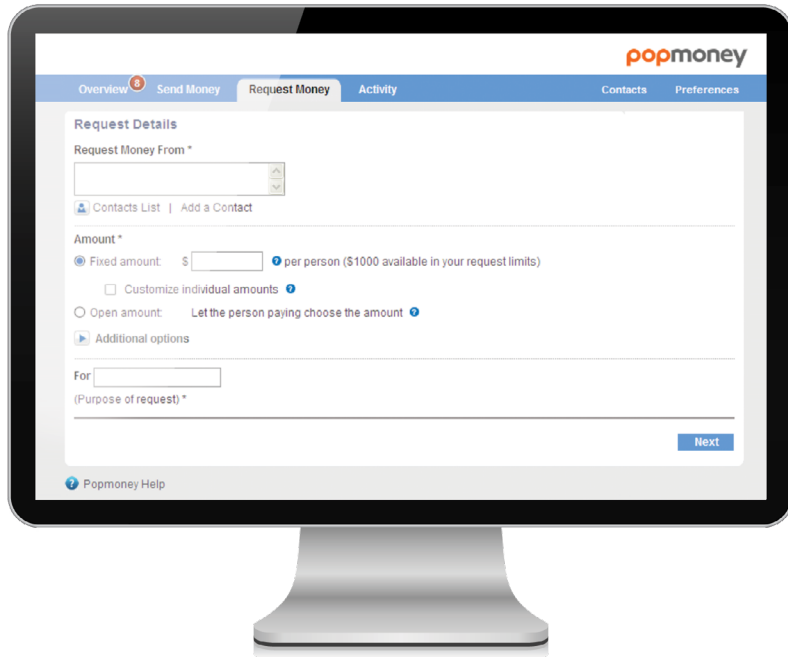 popmoney
Overview 8 Send Money Request Money Activity Contacts Preferences
Request Details
Request Money From *
Contacts List | Add a Contact
Amount *
Fixed amount: $ ? per person ($1000 available in your request limits)
Customize individual amounts ?
Open amount: Let the person paying choose the amount ?
Additional options
For
(Purpose of request) *
Next
? Popmoney Help